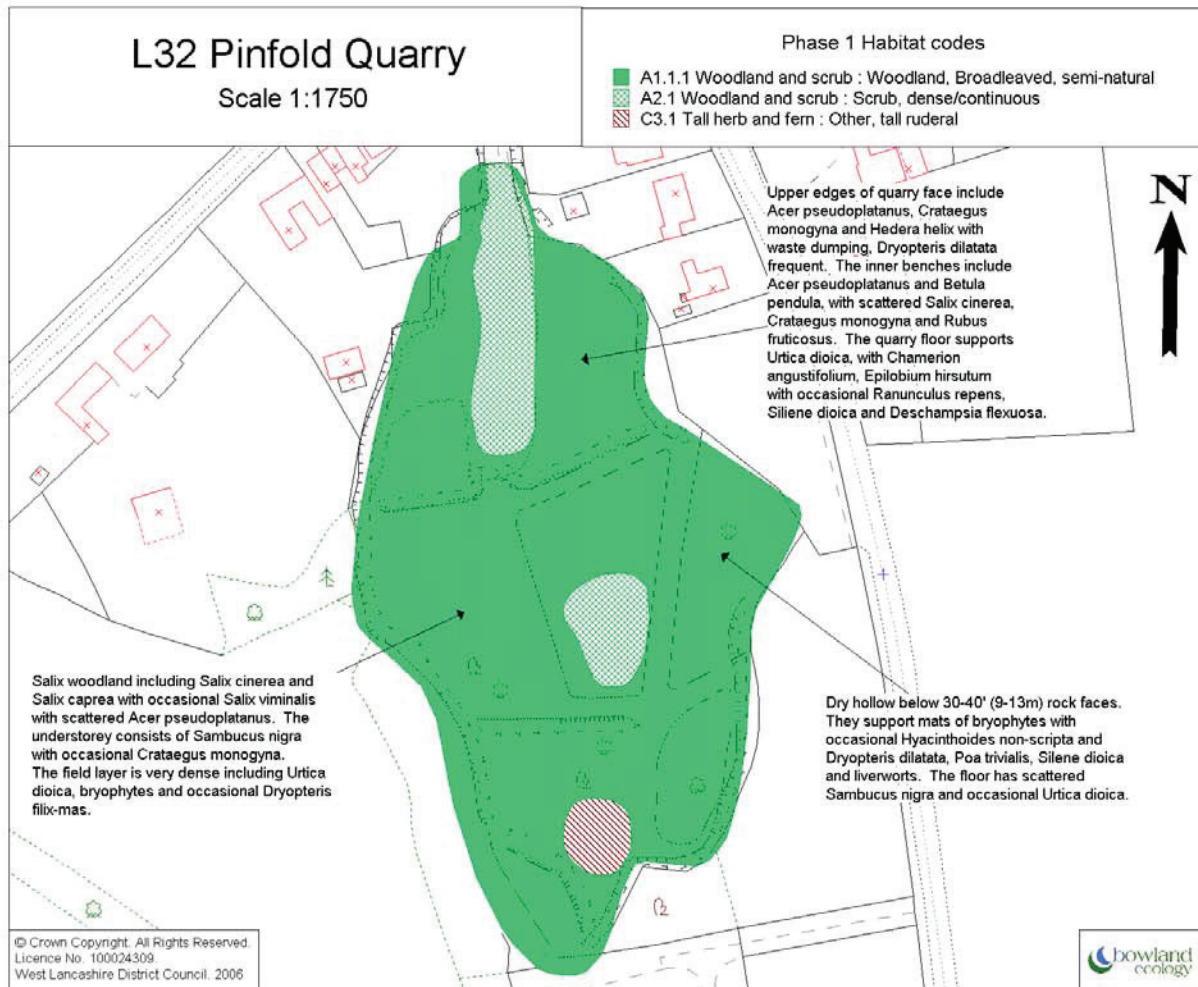 L32 Pinfold Quarry
Scale 1:1750
Phase 1 Habitat codes
A1.1.1 Woodland and scrub : Woodland, Broadleaved, semi-natural
A2.1 Woodland and scrub : Scrub, dense/continuous
C3.1 Tall herb and fern : Other, tall ruderal
N
Upper edges of quarry face include
Acer pseudoplatanus, Crataegus
monogyna and Hedera helix with
waste dumping, Dryopteris dilatata
frequent. The inner benches include
Acer pseudoplatanus and Betula
pendula, with scattered Salix cinerea,
Crataegus monogyna and Rubus
fruticosus. The quarry floor supports
Urtica dioica, with Chamerion
angustifolium, Epilobium hirsutum
with occasional Ranunculus repens,
Siliene dioica and Deschampsia flexuosa.
Salix woodland including Salix cinerea and
Salix caprea with occasional Salix viminalis
with scattered Acer pseudoplatanus. The
understorey consists of Sambucus nigra
with occasional Crataegus monogyna.
The field layer is very dense including Urtica
dioica, bryophytes and occasional Dryopteris
filix-mas.
Dry hollow below 30-40' (9-13m) rock faces.
They support mats of bryophytes with
occasional Hyacinthoides non-scripta and
Dryopteris dilatata, Poa trivialis, Silene dioica
and liverworts. The floor has scattered
Sambucus nigra and occasional Urtica dioica.
© Crown Copyright. All Rights Reserved.
Licence No. 100024309.
West Lancashire District Council. 2006
bowland
ecology